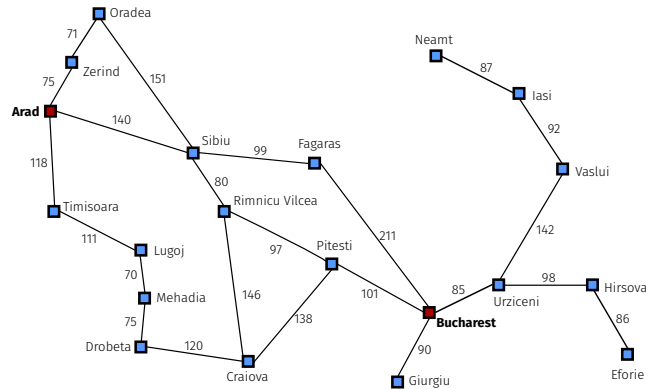 Oradea
71
Neamt
87
Zerind
151
75
Iasi
Arad
140
92
Sibiu
Fagaras
99
118
Vaslui
80
Timisoara
Rimnicu Vilcea
211
142
111
Pitesti
Lugoj
97
70
98
Hirsova
85
146
101
Mehadia
Urziceni
75
138
Bucharest
86
120
Drobeta
90
Craiova
Giurgiu
Eforie